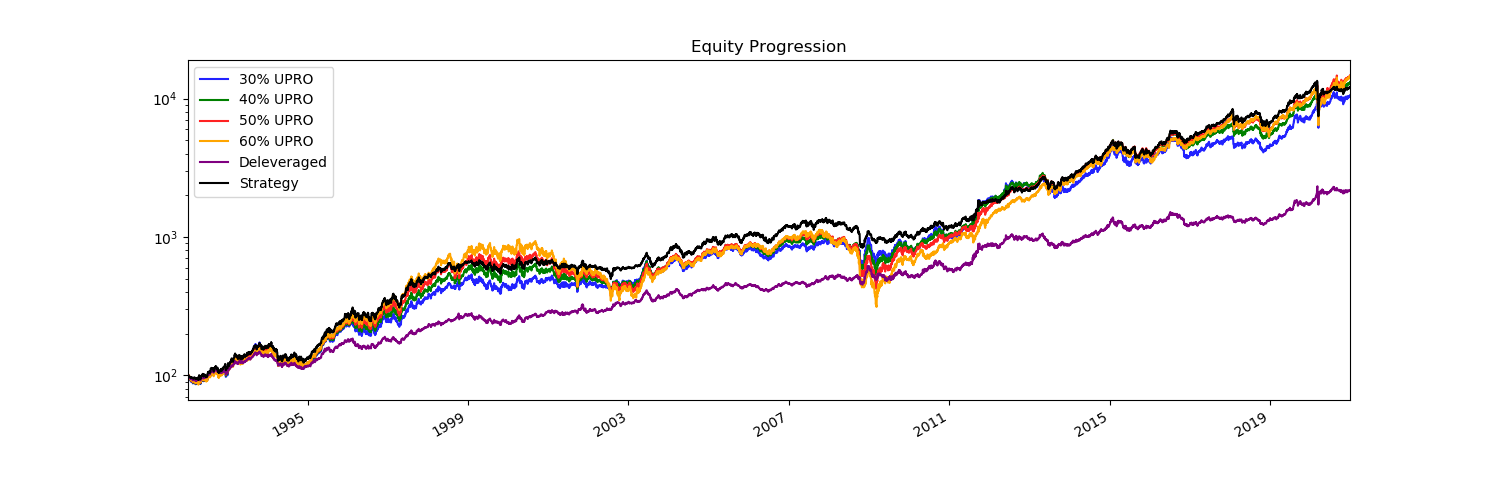 Equity Progression
30% UPRO
40% UPRO
50% UPRO
60% UPRO
Deleveraged
Strategy
10^4
10^3
10^2
1995 1999 2003 2007 2011 2015 2019